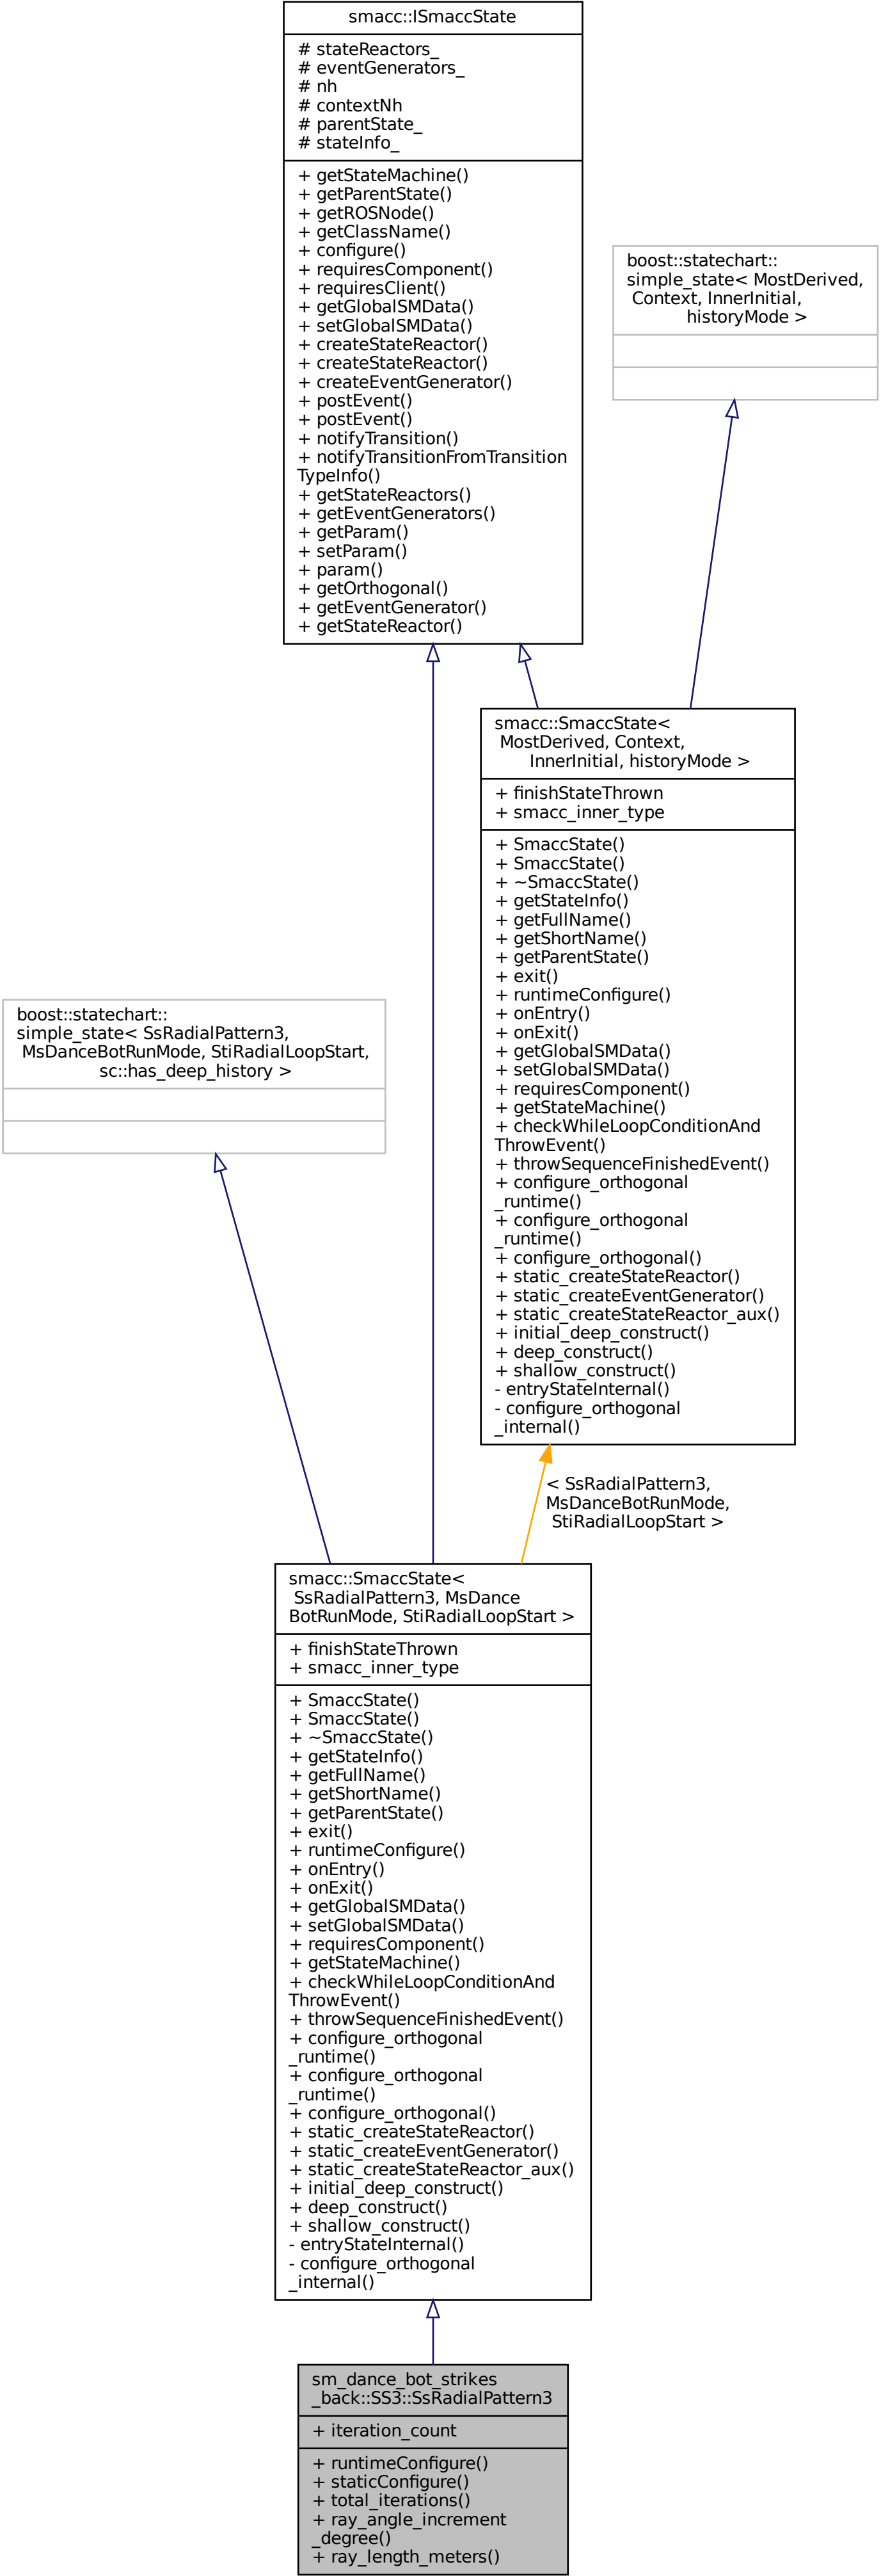 smacc::ISmaccState
# stateReactors_
# eventGenerators_
# nh
# contextNh
# parentState_
# stateInfo_
+ getStateMachine()
+ getParentState()
+ getROSNode()
+ getClassName()
+ configure()
+ requiresComponent()
+ requiresClient()
+ getGlobalSMData()
+ setGlobalSMData()
+ createStateReactor()
+ createStateReactor()
+ createEventGenerator()
+ postEvent()
+ postEvent()
+ notifyTransition()
+ notifyTransitionFromTransition
TypeInfo()
+ getStateReactors()
+ getEventGenerators()
+ getParam()
+ setParam()
+ param()
+ getOrthogonal()
+ getEventGenerator()
+ getStateReactor()
boost::statechart::
simple_state< MostDerived,
Context, InnerInitial,
historyMode >
smacc::SmaccState<
MostDerived, Context,
InnerInitial, historyMode >
+ finishStateThrown
+ smacc_inner_type
+ SmaccState()
+ SmaccState()
+ ~SmaccState()
+ getStateInfo()
+ getFullName()
+ getShortName()
+ getParentState()
+ exit()
+ runtimeConfigure()
+ onEntry()
+ onExit()
+ getGlobalSMData()
+ setGlobalSMData()
+ requiresComponent()
+ getStateMachine()
+ checkWhileLoopConditionAnd
ThrowEvent()
+ throwSequenceFinishedEvent()
+ configure_orthogonal
_runtime()
+ configure_orthogonal
_runtime()
+ configure_orthogonal()
+ static_createStateReactor()
+ static_createEventGenerator()
+ static_createStateReactor_aux()
+ initial_deep_construct()
+ deep_construct()
+ shallow_construct()
- entryStateInternal()
- configure_orthogonal
_internal()
boost::statechart::
simple_state< SsRadialPattern3,
MsDanceBotRunMode, StiRadialLoopStart,
sc::has_deep_history >
< SsRadialPattern3,
MsDanceBotRunMode,
StiRadialLoopStart >
smacc::SmaccState<
SsRadialPattern3, MsDance
BotRunMode, StiRadialLoopStart >
+ finishStateThrown
+ smacc_inner_type
+ SmaccState()
+ SmaccState()
+ ~SmaccState()
+ getStateInfo()
+ getFullName()
+ getShortName()
+ getParentState()
+ exit()
+ runtimeConfigure()
+ onEntry()
+ onExit()
+ getGlobalSMData()
+ setGlobalSMData()
+ requiresComponent()
+ getStateMachine()
+ checkWhileLoopConditionAnd
ThrowEvent()
+ throwSequenceFinishedEvent()
+ configure_orthogonal
_runtime()
+ configure_orthogonal
_runtime()
+ configure_orthogonal()
+ static_createStateReactor()
+ static_createEventGenerator()
+ static_createStateReactor_aux()
+ initial_deep_construct()
+ deep_construct()
+ shallow_construct()
- entryStateInternal()
- configure_orthogonal
_internal()
sm_dance_bot_strikes
_back::SS3::SsRadialPattern3
+ iteration_count
+ runtimeConfigure()
+ staticConfigure()
+ total_iterations()
+ ray_angle_increment
_degree()
+ ray_length_meters()